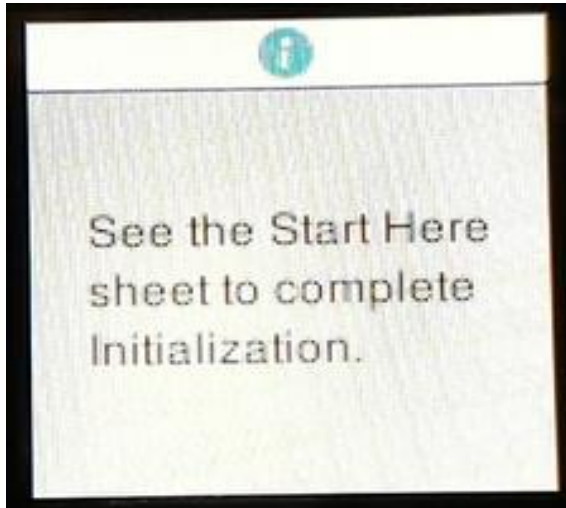 See the Start Here
sheet to complete
Initialization.